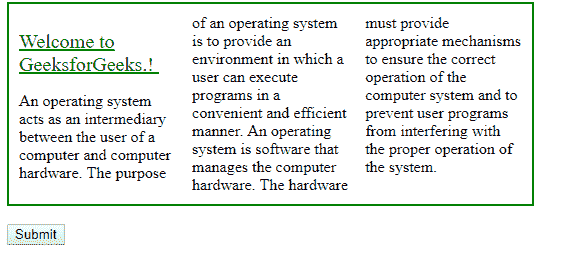 Welcome to
GeeksforGeeks.!
An operating system
acts as an intermediary
between the user of a
computer and computer
hardware. The purpose
of an operating system
is to provide an
environment in which a
user can execute
programs in a
convenient and efficient
manner. An operating
system is software that
manages the computer
hardware. The hardware
must provide
appropriate mechanisms
to ensure the correct
operation of the
computer system and to
prevent user programs
from interfering with
the proper operation of
the system.
Submit